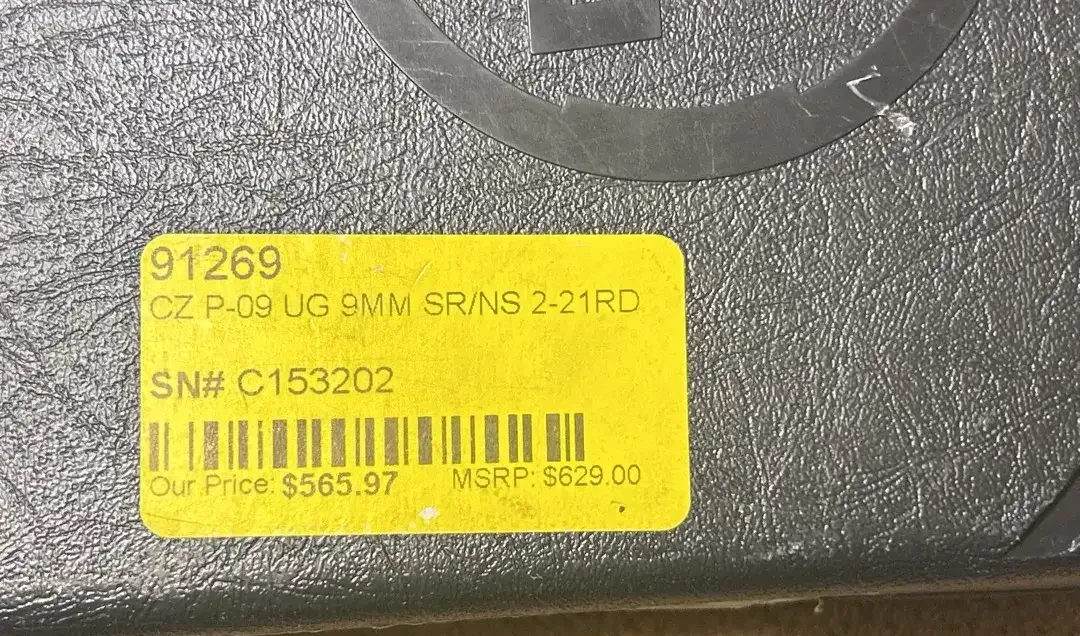 91269
CZ P-09 UG 9MM SR/NS 2-21RD
SN# C153202
Our Price: $565.97 MSRP: $629.00